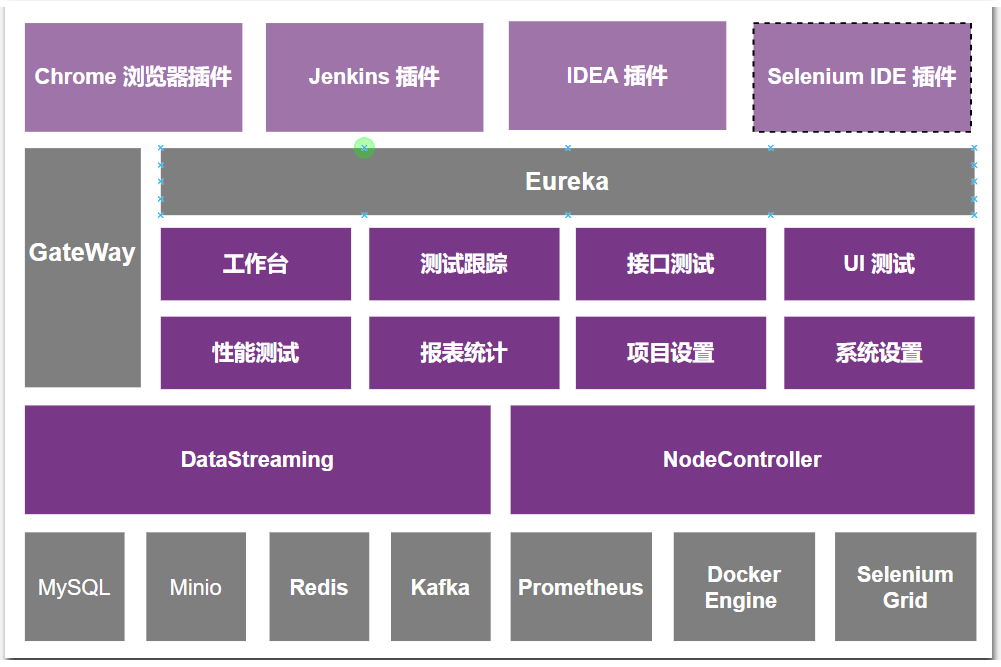 Chrome 浏览器插件
Jenkins 插件
IDEA 插件
Selenium IDE 插件
GateWay
Eureka
工作台
测试跟踪
接口测试
UI 测试
性能测试
报表统计
项目设置
系统设置
DataStreaming
NodeController
MySQL
Minio
Redis
Kafka
Prometheus
Docker
Engine
Selenium
Grid